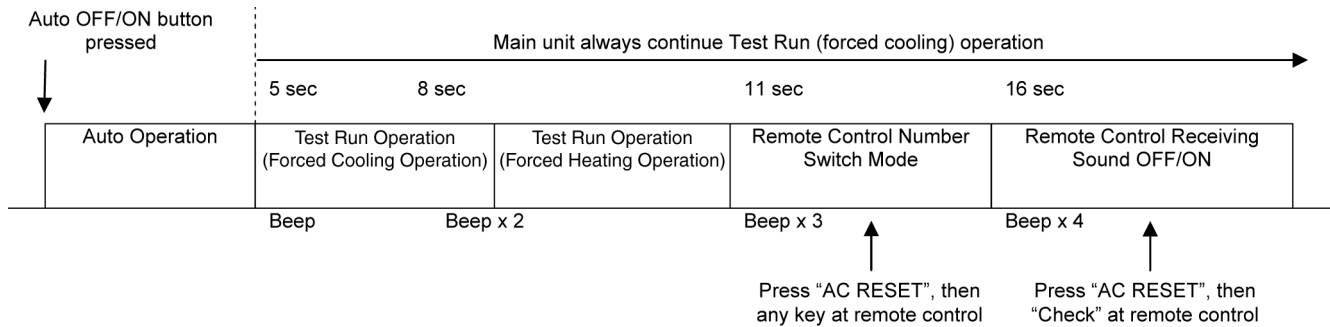 Auto OFF/ON button
pressed
Main unit always continue Test Run (forced cooling) operation
5 sec
8 sec
11 sec
16 sec
Auto Operation
Test Run Operation
(Forced Cooling Operation)
Test Run Operation
(Forced Heating Operation)
Remote Control Number
Switch Mode
Remote Control Receiving
Sound OFF/ON
Beep
Beep x 2
Beep x 3
Beep x 4
Press “AC RESET”, then
any key at remote control
Press “AC RESET”, then
“Check” at remote control